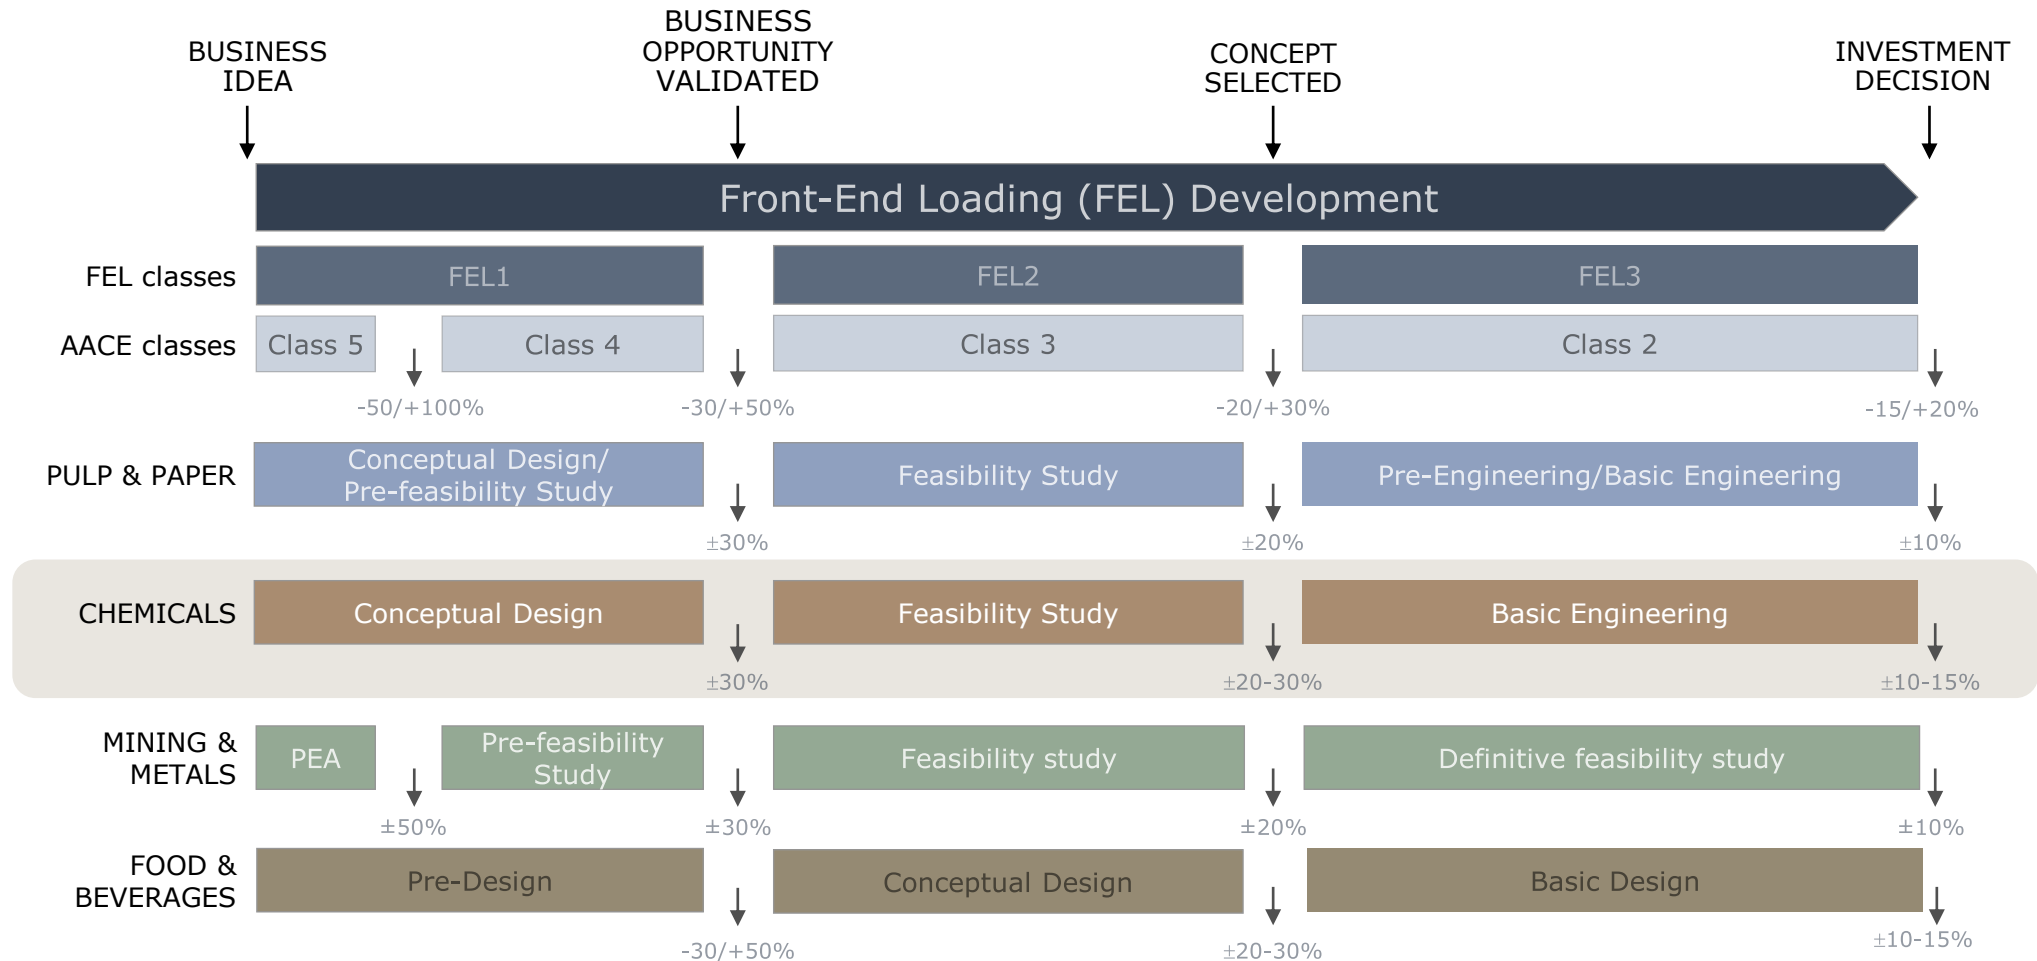 BUSINESS
IDEA
BUSINESS
OPPORTUNITY
VALIDATED
CONCEPT
SELECTED
INVESTMENT
DECISION
Front-End Loading (FEL) Development
FEL classes
FEL1
FEL2
FEL3
AACE classes
Class 5
Class 4
Class 3
Class 2
-50/+100%
-30/+50%
-20/+30%
-15/+20%
PULP & PAPER
Conceptual Design/
Pre-feasibility Study
Feasibility Study
Pre-Engineering/Basic Engineering
±30%
±20%
±10%
CHEMICALS
Conceptual Design
Feasibility Study
Basic Engineering
±30%
±20-30%
±10-15%
MINING &
METALS
PEA
Pre-feasibility
Study
Feasibility study
Definitive feasibility study
±50%
±30%
±20%
±10%
FOOD &
BEVERAGES
Pre-Design
Conceptual Design
Basic Design
-30/+50%
±20-30%
±10-15%